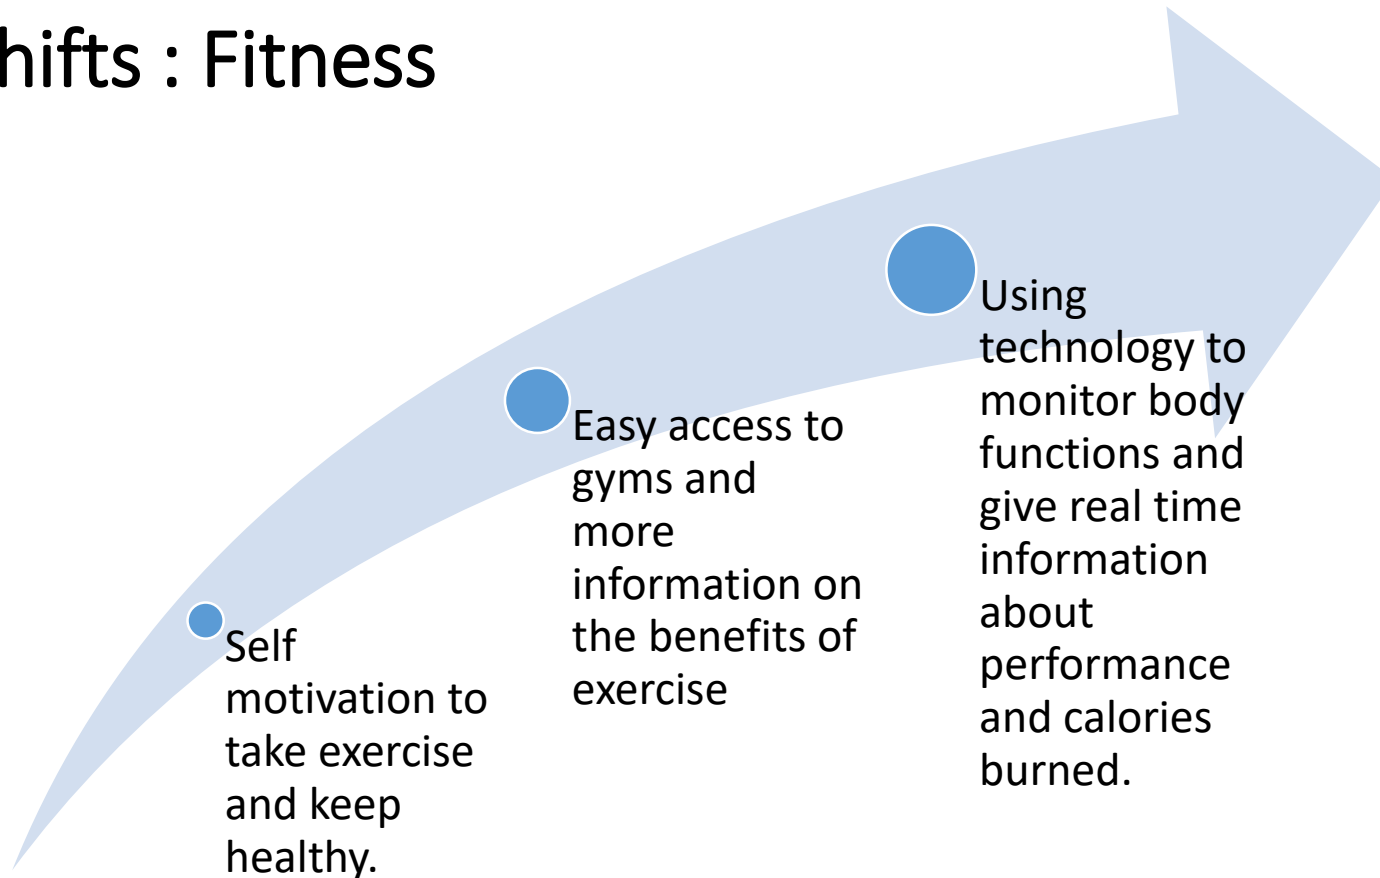 hifts : Fitness
Self
motivation to
take exercise
and keep
healthy.
Easy access to
gyms and
more
information on
the benefits of
exercise
Using
technology to
monitor body
functions and
give real time
information
about
performance
and calories
burned.